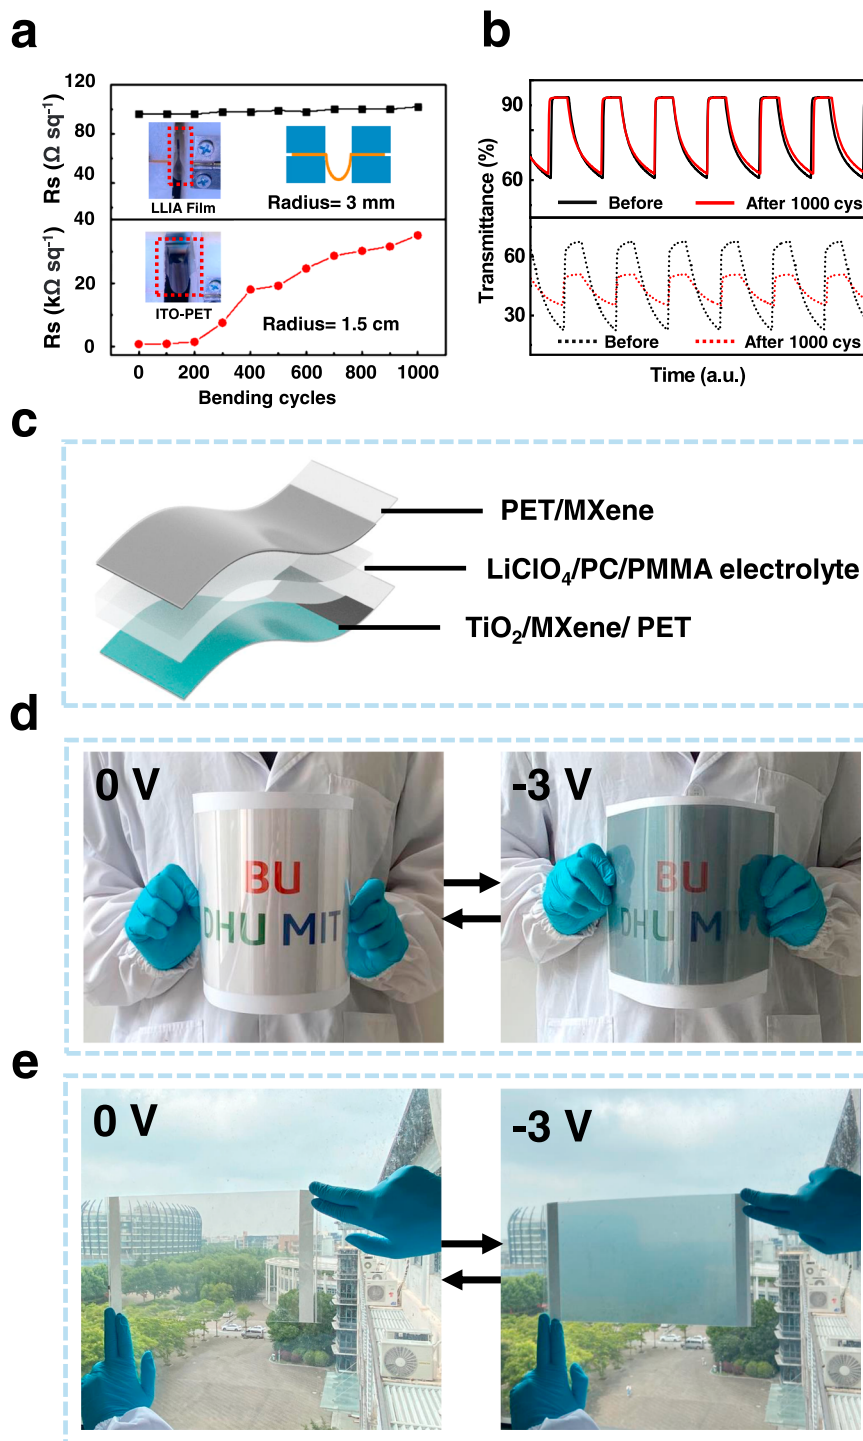 a
120
80
40
Rs (Ω sq⁻¹)
LLIA Film
Radius= 3 mm
40
20
0
Rs (kΩ sq⁻¹)
ITO-PET
Radius= 1.5 cm
0 200 400 600 800 1000
Bending cycles
b
90
60
Before After 1000 cys
Transmittance (%)
60
30
Before After 1000 cys
Time (a.u.)
c
PET/MXene
LiClO₄/PC/PMMA electrolyte
TiO₂/MXene/ PET
d
0 V
BU
DHU MIT
-3 V
BU
DHU MIT
e
0 V
-3 V